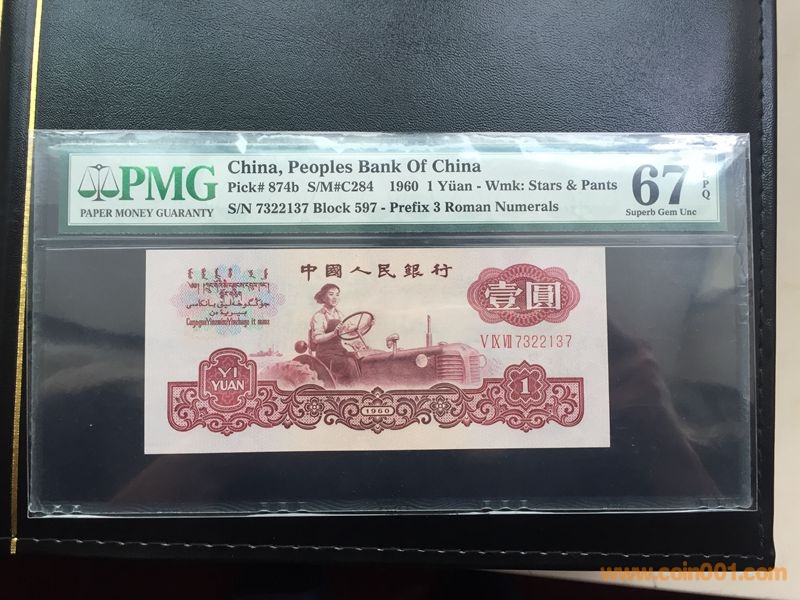 PMG
PAPER MONEY GUARANTY
China, Peoples Bank Of China
Pick# 874b S/M#C284 1960 1 Yüan - Wmk: Stars & Pants
S/N 7322137 Block 597 - Prefix 3 Roman Numerals
67
Superb Gem Unc
EPQ
中國人民銀行
壹圓
V IX VII 7322137
YI
YUAN
1960
1
www.coin001.com